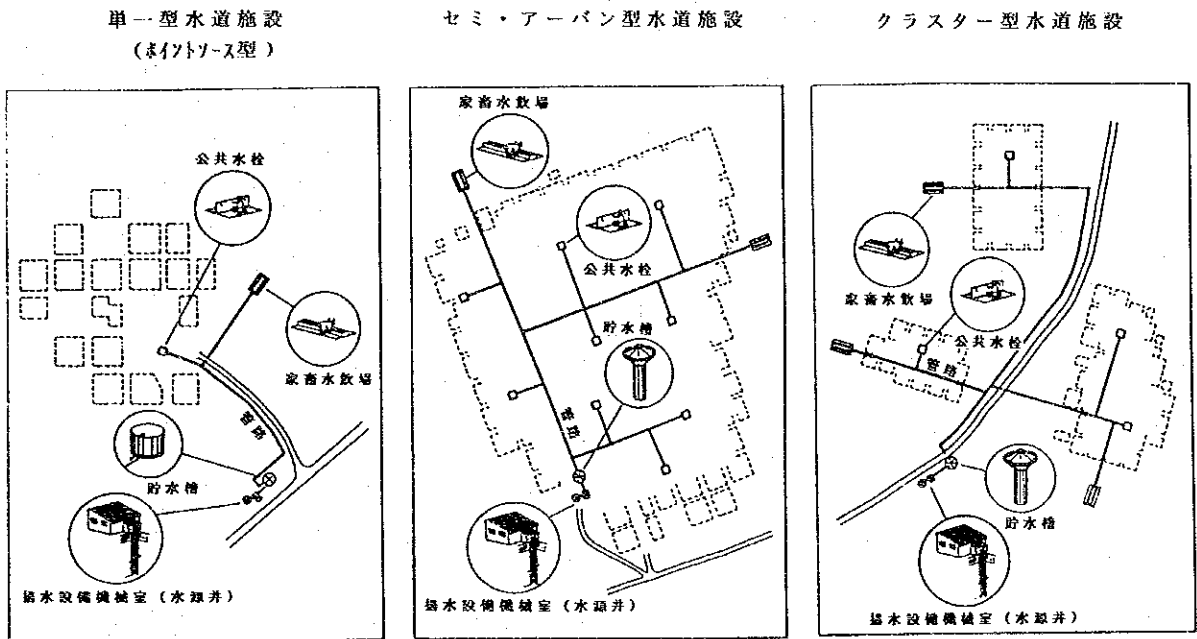 単一型水道施設
(ポイントソース型)
公共水栓
家畜水飲場
管路
貯水槽
揚水設備機械室(水源井)
セミ・アーバン型水道施設
家畜水飲場
公共水栓
貯水槽
管路
揚水設備機械室(水源井)
クラスター型水道施設
家畜水飲場
公共水栓
管路
貯水槽
揚水設備機械室(水源井)